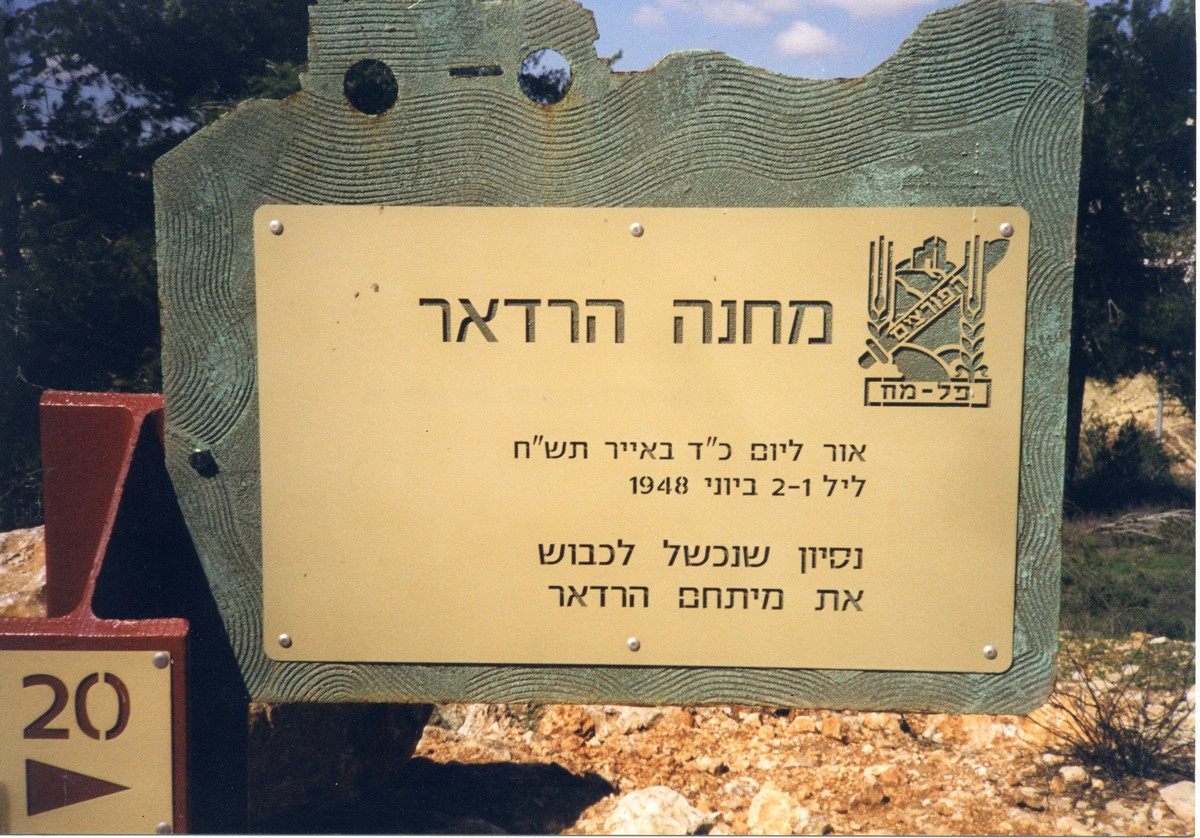 מחנה הרדאר
הפורצים
פל-מח
אור ליום כ"ד באייר תש"ח
ליל 2-1 ביוני 1948
נסיון שנכשל לכבוש
את מיתחם הרדאר
20